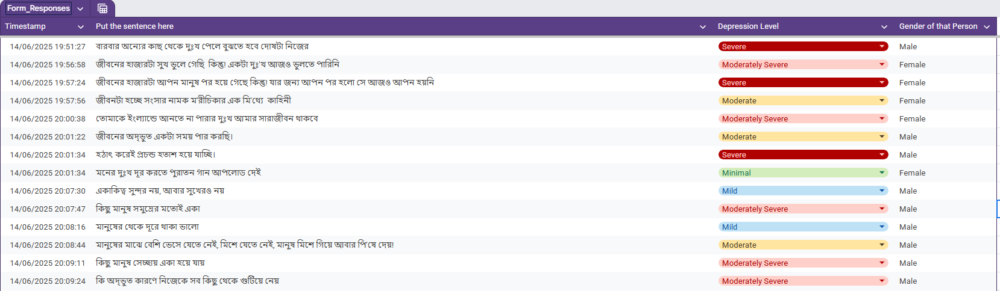 Form_Responses
Timestamp Put the sentence here Depression Level Gender of that Person
14/06/2025 19:51:27 বারবার অন্যের কাছ থেকে দুঃখ পেলে বুঝতে হবে দোষটা নিজের Severe Male
14/06/2025 19:56:58 জীবনের হাজারটা সুখ ভুলে গেছি কিন্তু! একটা দুঃ'খ আজও ভুলতে পারিনি Moderately Severe Female
14/06/2025 19:57:24 জীবনের হাজারটা আপন মানুষ পর হয়ে গেছে কিন্তু! যার জন্য আপন পর হলো সে আজও আপন হয়নি Severe Female
14/06/2025 19:57:56 জীবনটা হচ্ছে সংসার নামক ম'রীচিকার এক মি'থ্যে কাহিনী Moderate Female
14/06/2025 20:00:38 তোমাকে ইংল্যান্ডে আনতে না পারার দুঃখ আমার সারাজীবন থাকবে Moderately Severe Female
14/06/2025 20:01:22 জীবনের অদ্ভুত একটা সময় পার করছি। Moderate Male
14/06/2025 20:01:34 হঠাৎ করেই প্রচন্ড হতাশ হয়ে যাচ্ছি। Severe Male
14/06/2025 20:01:34 মনের দুঃখ দূর করতে পুরাতন গান আপলোড দেই Minimal Female
14/06/2025 20:07:30 একাকিত্ব সুন্দর নয়, আবার সুখেরও নয় Mild Male
14/06/2025 20:07:47 কিছু মানুষ সমুদ্রের মতোই একা Moderately Severe Male
14/06/2025 20:08:16 মানুষের থেকে দূরে থাকা ভালো Mild Male
14/06/2025 20:08:44 মানুষের মাঝে বেশি ভেসে যেতে নেই, মিশে যেতে নেই, মানুষ মিশে গিয়ে আবার পি'ষে দেয়! Moderate Male
14/06/2025 20:09:11 কিছু মানুষ সেচ্ছায় একা হয়ে যায় Moderately Severe Male
14/06/2025 20:09:24 কি অদ্ভুত কারণে নিজেকে সব কিছু থেকে গুটিয়ে নেয় Moderately Severe Male